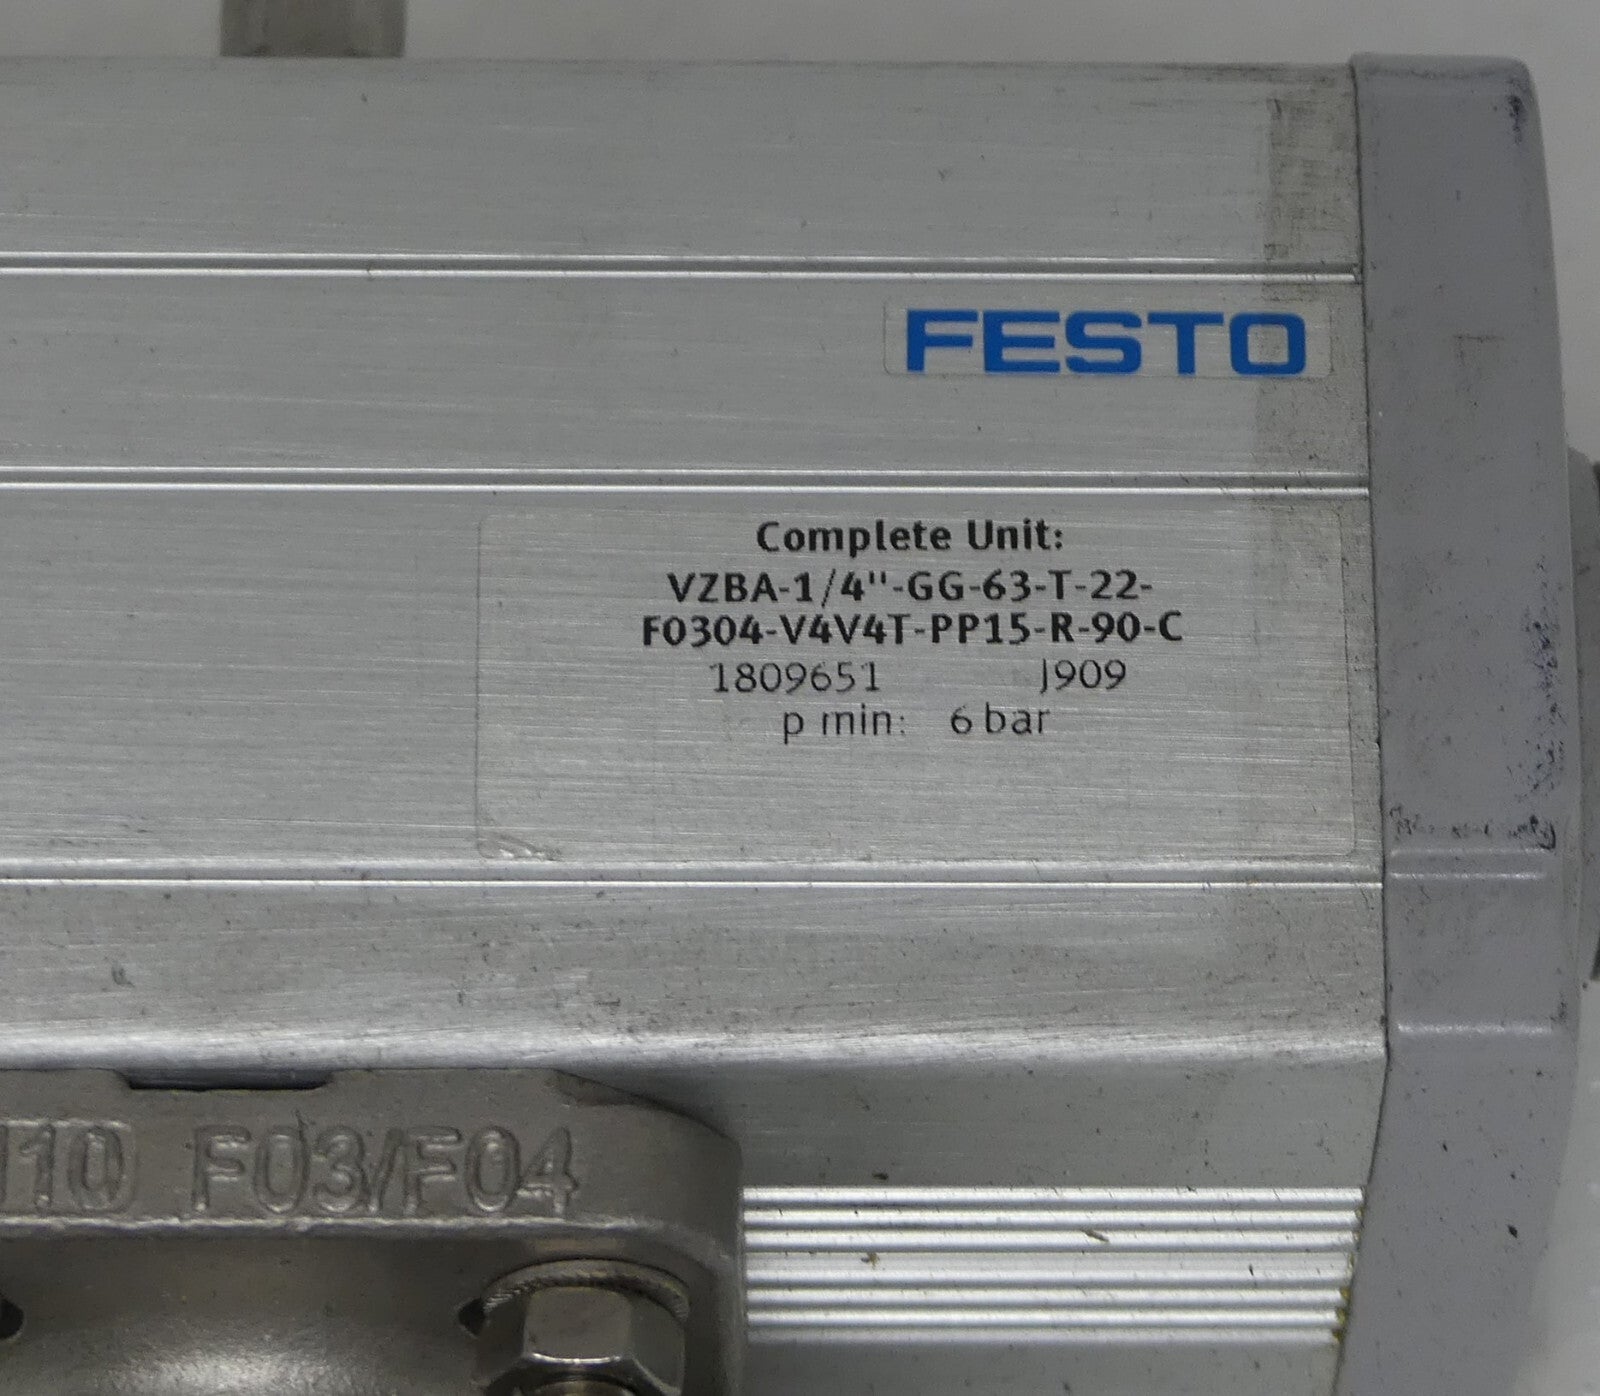 FESTO
Complete Unit:
VZBA-1/4"-GG-63-T-22-
F0304-V4V4T-PP15-R-90-C
1809651 J909
p min: 6 bar
10 F03/F04